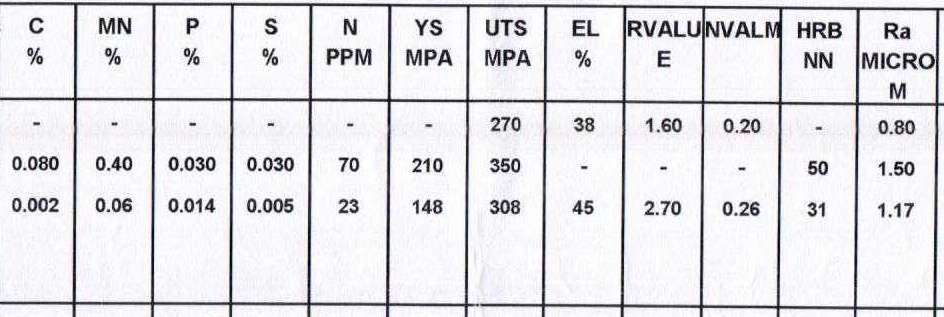 C MN P S N YS UTS EL RVALU NVALM HRB Ra
% % % % PPM MPA MPA % E NN MICRO
M
- - - - - - 270 38 1.60 0.20 - 0.80
0.080 0.40 0.030 0.030 70 210 350 - - - 50 1.50
0.002 0.06 0.014 0.005 23 148 308 45 2.70 0.26 31 1.17